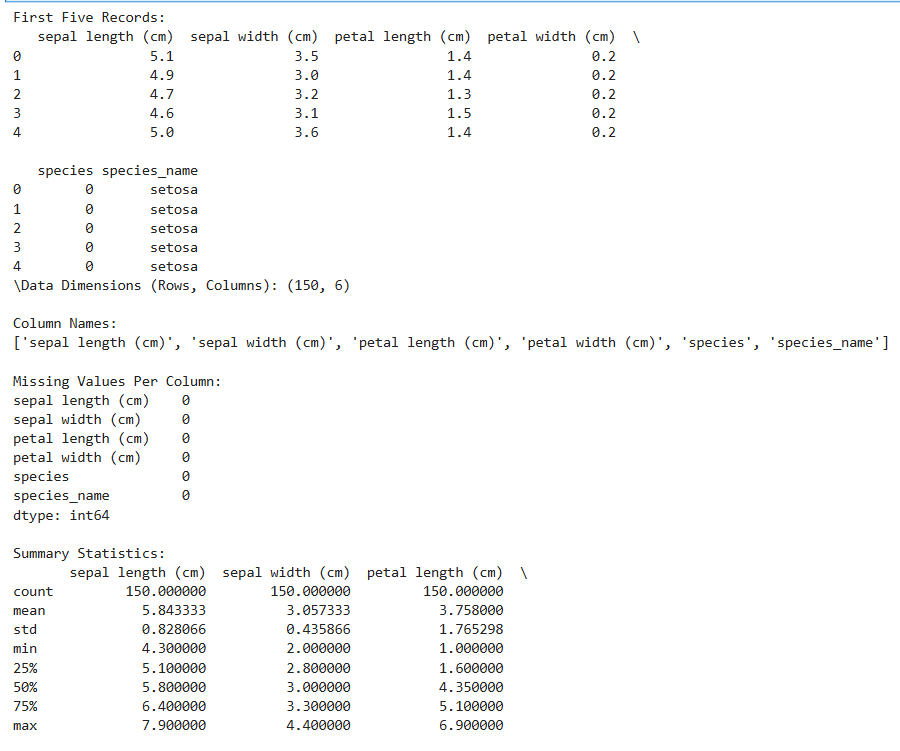 First Five Records:
   sepal length (cm)  sepal width (cm)  petal length (cm)  petal width (cm)  \
0                5.1               3.5                1.4               0.2
1                4.9               3.0                1.4               0.2
2                4.7               3.2                1.3               0.2
3                4.6               3.1                1.5               0.2
4                5.0               3.6                1.4               0.2

   species species_name
0        0       setosa
1        0       setosa
2        0       setosa
3        0       setosa
4        0       setosa
\Data Dimensions (Rows, Columns): (150, 6)

Column Names:
['sepal length (cm)', 'sepal width (cm)', 'petal length (cm)', 'petal width (cm)', 'species', 'species_name']

Missing Values Per Column:
sepal length (cm)    0
sepal width (cm)     0
petal length (cm)    0
petal width (cm)     0
species              0
species_name         0
dtype: int64

Summary Statistics:
       sepal length (cm)  sepal width (cm)  petal length (cm)  \
count         150.000000        150.000000         150.000000
mean            5.843333          3.057333           3.758000
std             0.828066          0.435866           1.765298
min             4.300000          2.000000           1.000000
25%             5.100000          2.800000           1.600000
50%             5.800000          3.000000           4.350000
75%             6.400000          3.300000           5.100000
max             7.900000          4.400000           6.900000